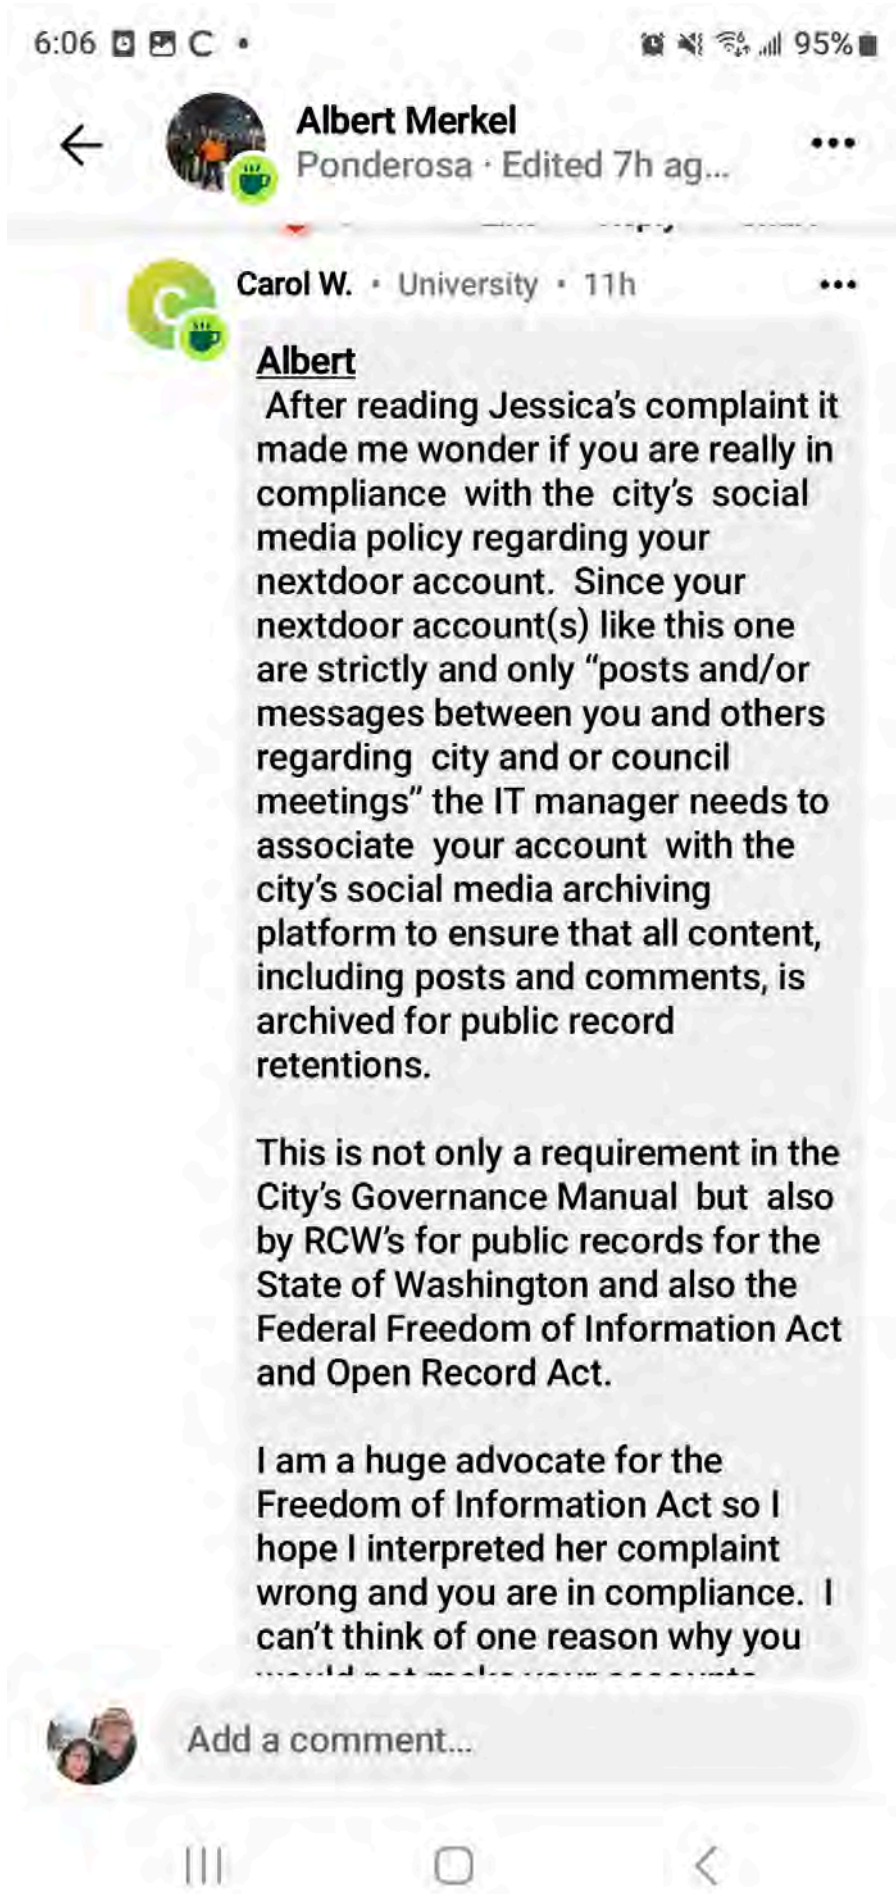 6:06 C •
95%
Albert Merkel
Ponderosa · Edited 7h ag...
Carol W. • University • 11h
Albert
After reading Jessica's complaint it
made me wonder if you are really in
compliance with the city's social
media policy regarding your
nextdoor account. Since your
nextdoor account(s) like this one
are strictly and only “posts and/or
messages between you and others
regarding city and or council
meetings” the IT manager needs to
associate your account with the
city's social media archiving
platform to ensure that all content,
including posts and comments, is
archived for public record
retentions.
This is not only a requirement in the
City's Governance Manual but also
by RCW's for public records for the
State of Washington and also the
Federal Freedom of Information Act
and Open Record Act.
I am a huge advocate for the
Freedom of Information Act so I
hope I interpreted her complaint
wrong and you are in compliance. I
can't think of one reason why you
Add a comment...